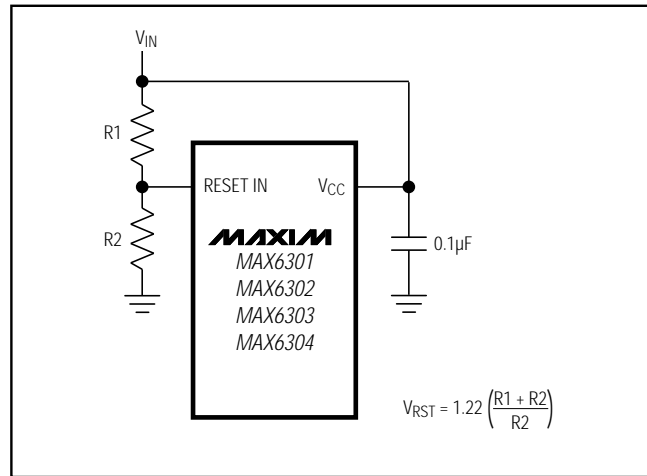 V_IN
R1
RESET IN V_CC
R2
MAXIM
0.1µF
MAX6301
MAX6302
MAX6303
MAX6304
V_RST = 1.22 ((R1 + R2)/R2)